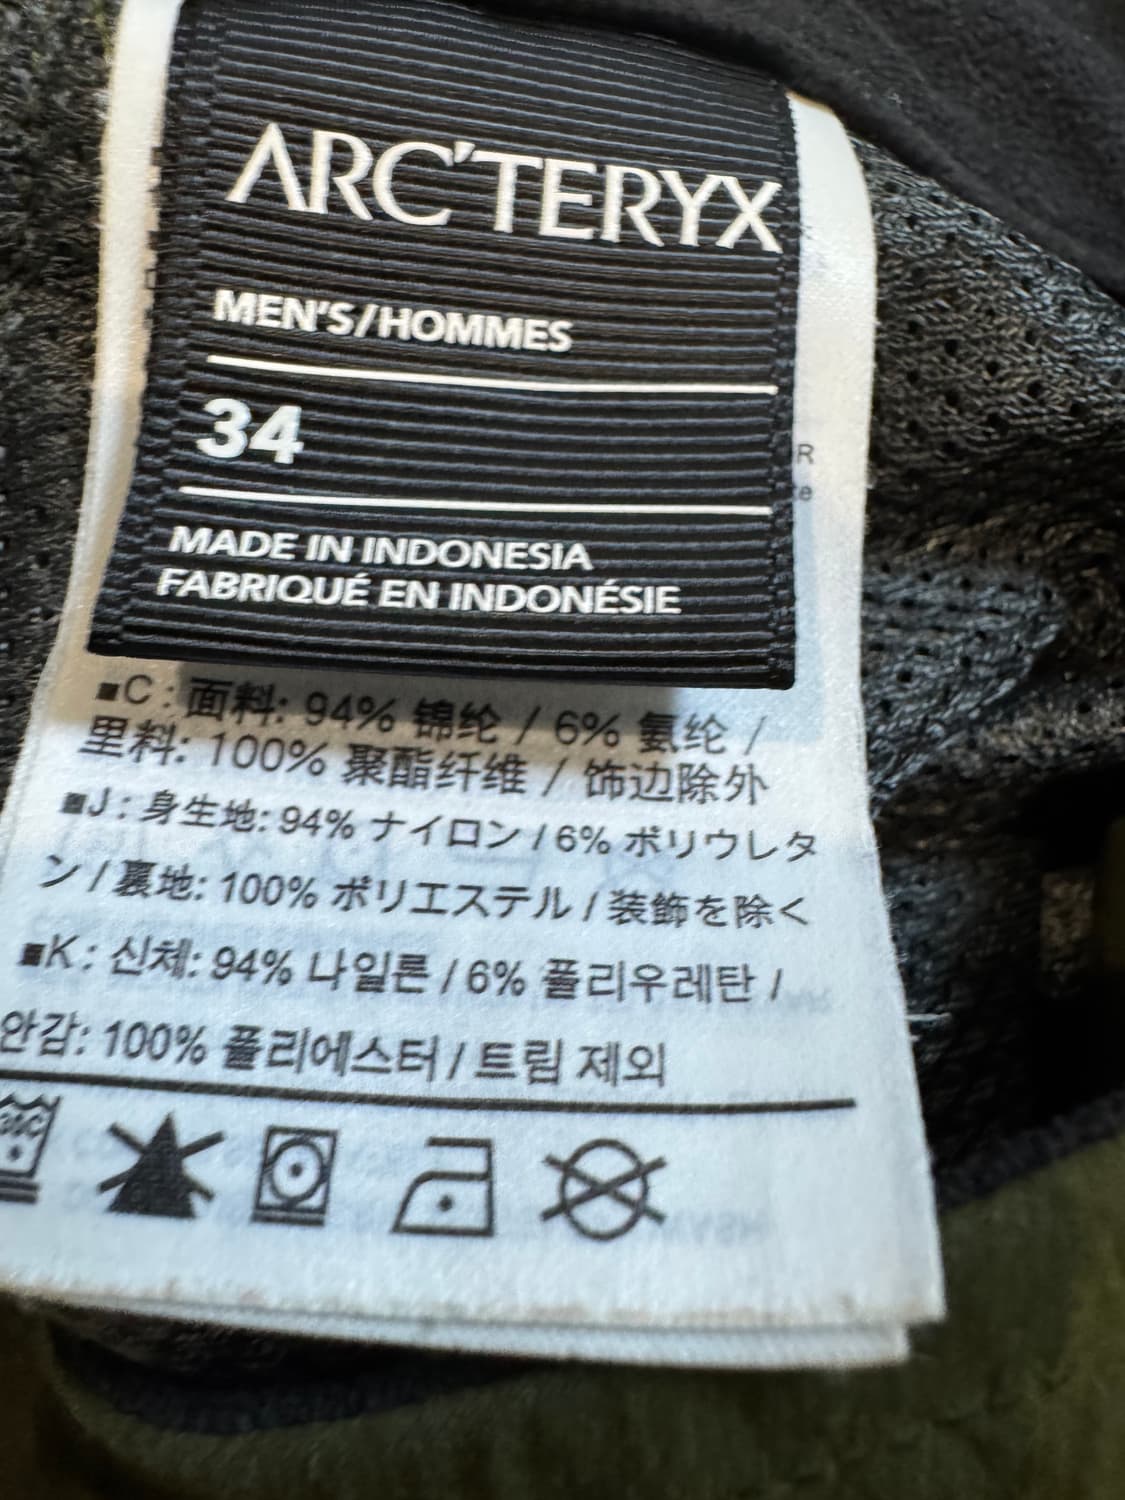 ARC'TERYX
MEN'S/HOMMES
34
MADE IN INDONESIA
FABRIQUÉ EN INDONÉSIE
■C : 面料: 94% 锦纶 / 6% 氨纶 /
里料: 100% 聚酯纤维 / 饰边除外
■J : 身生地: 94% ナイロン / 6% ポリウレタ
ン / 裏地: 100% ポリエステル / 装飾を除く
■K : 신체: 94% 나일론 / 6% 폴리우레탄 /
안감: 100% 폴리에스터 / 트림 제외
30C